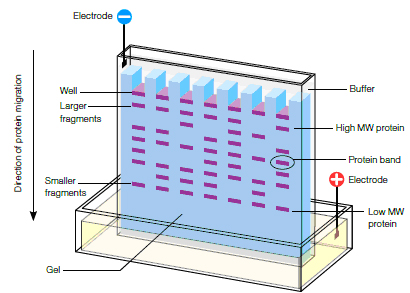 Electrode
Direction of protein migration
Well
Larger
fragments
Smaller
fragments
Gel
Buffer
High MW protein
Protein band
Electrode
Low MW
protein